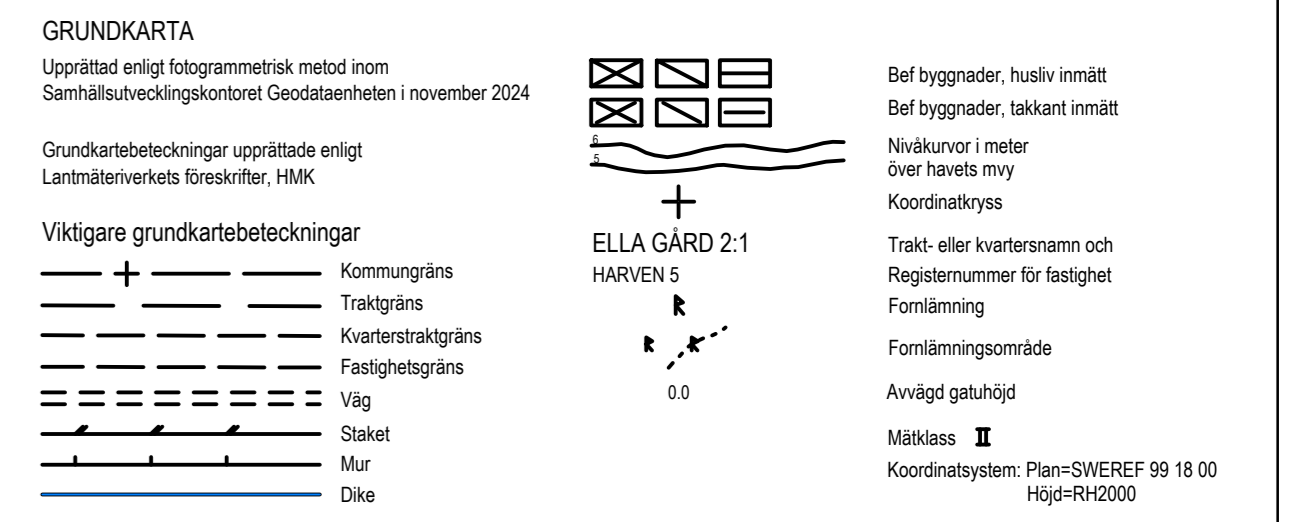 GRUNDKARTA
Upprättad enligt fotogrammetrisk metod inom
Samhällsutvecklingskontoret Geodataenheten i november 2024
Grundkartebeteckningar upprättade enligt
Lantmäteriverkets föreskrifter, HMK
Viktigare grundkartebeteckningar
Kommungräns
Traktgräns
Kvarterstraktgräns
Fastighetsgräns
Väg
Staket
Mur
Dike
Bef byggnader, husliv inmätt
Bef byggnader, takkant inmätt
6
5
Nivåkurvor i meter
över havets mvy
Koordinatkryss
ELLA GÅRD 2:1
Trakt- eller kvartersnamn och
HARVEN 5
Registernummer för fastighet
R
Fornlämning
R R
Fornlämningsområde
0.0
Avvägd gatuhöjd
Mätklass II
Koordinatsystem: Plan=SWEREF 99 18 00
Höjd=RH2000